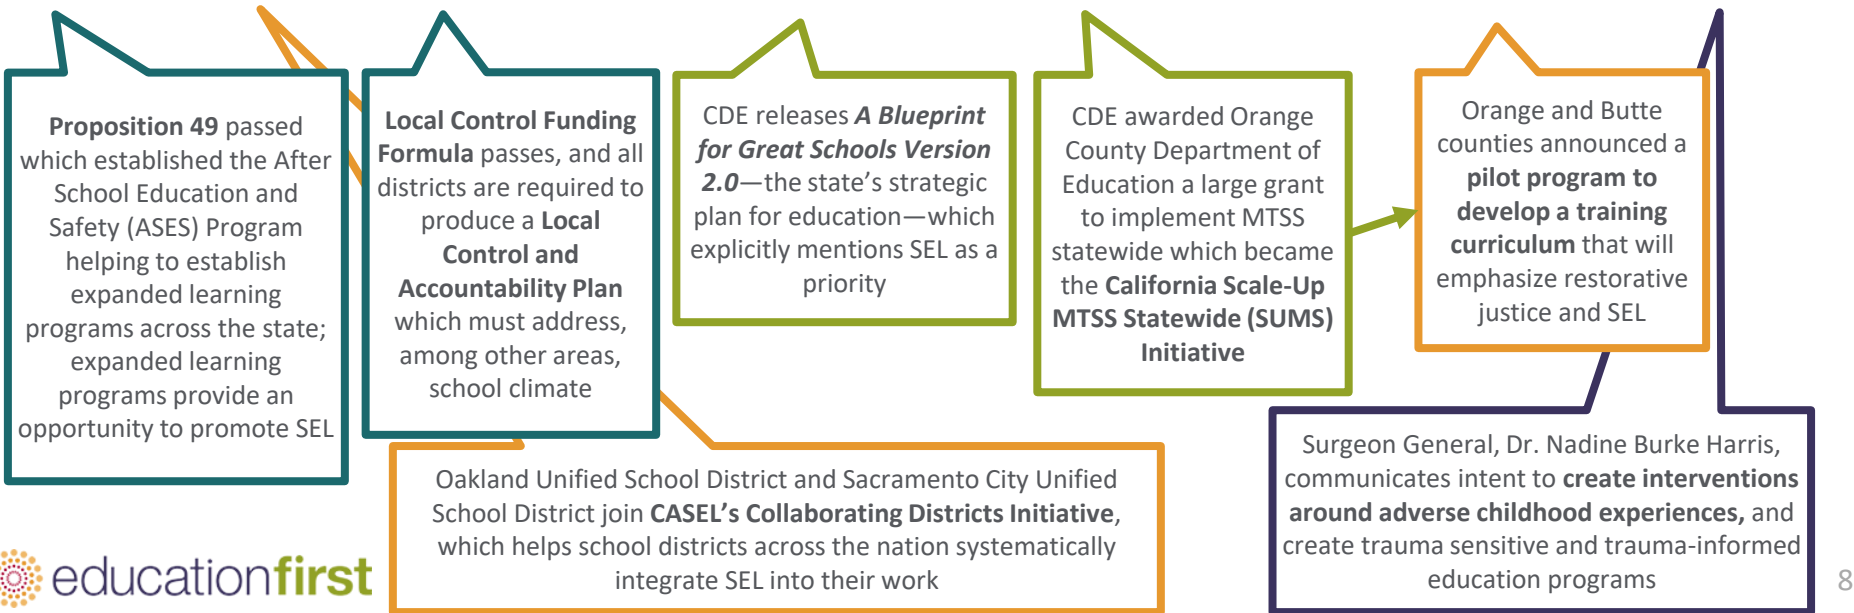 Proposition 49 passed
which established the After
School Education and
Safety (ASES) Program
helping to establish
expanded learning
programs across the state;
expanded learning
programs provide an
opportunity to promote SEL
Local Control Funding
Formula passes, and all
districts are required to
produce a Local
Control and
Accountability Plan
which must address,
among other areas,
school climate
CDE releases A Blueprint
for Great Schools Version
2.0—the state’s strategic
plan for education—which
explicitly mentions SEL as a
priority
CDE awarded Orange
County Department of
Education a large grant
to implement MTSS
statewide which became
the California Scale-Up
MTSS Statewide (SUMS)
Initiative
Orange and Butte
counties announced a
pilot program to
develop a training
curriculum that will
emphasize restorative
justice and SEL
Oakland Unified School District and Sacramento City Unified
School District join CASEL’s Collaborating Districts Initiative,
which helps school districts across the nation systematically
integrate SEL into their work
Surgeon General, Dr. Nadine Burke Harris,
communicates intent to create interventions
around adverse childhood experiences, and
create trauma sensitive and trauma-informed
education programs
educationfirst
8